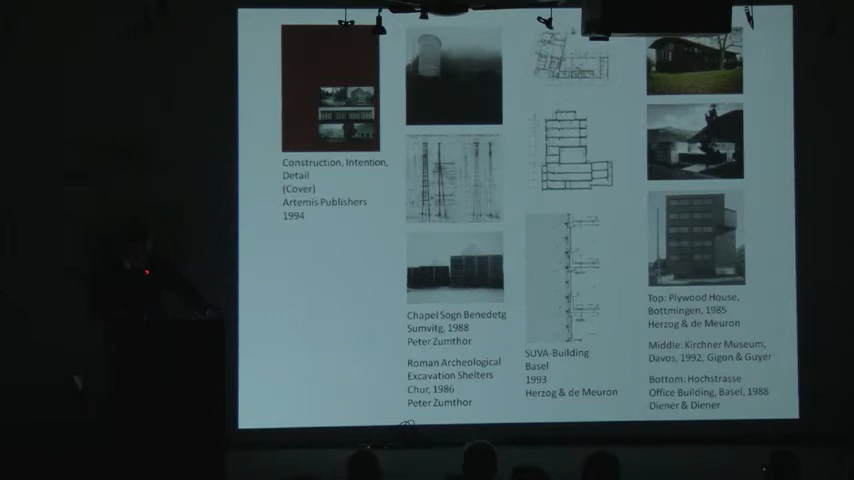 Construction, Intention,
Detail
(Cover)
Artemis Publishers
1994
Chapel Sogn Benedetg
Sumvitg, 1988
Peter Zumthor
Roman Archeological
Excavation Shelters
Chur, 1986
Peter Zumthor
SUVA-Building
Basel
1993
Herzog & de Meuron
Top: Plywood House,
Bottmingen, 1985
Herzog & de Meuron
Middle: Kirchner Museum,
Davos, 1992, Gigon & Guyer
Bottom: Hochstrasse
Office Building, Basel, 1988
Diener & Diener